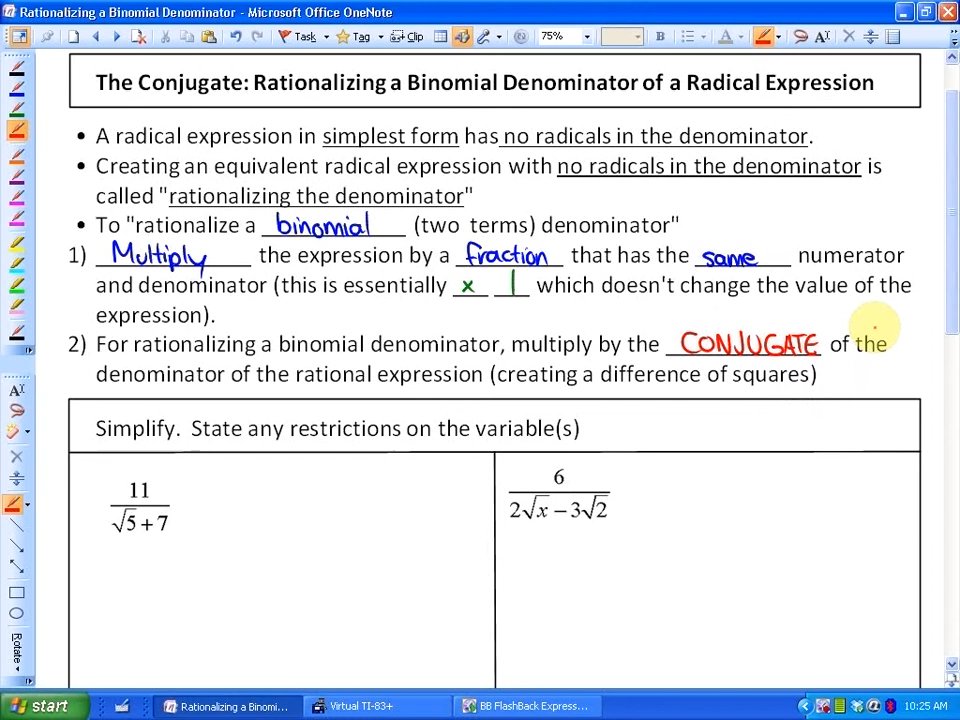 Rationalizing a Binomial Denominator - Microsoft Office OneNote
Task Tag Clip 75% B A
The Conjugate: Rationalizing a Binomial Denominator of a Radical Expression
• A radical expression in simplest form has no radicals in the denominator.
• Creating an equivalent radical expression with no radicals in the denominator is
called "rationalizing the denominator"
• To "rationalize a binomial (two terms) denominator"
1) Multiply the expression by a fraction that has the same numerator
and denominator (this is essentially x 1 which doesn't change the value of the
expression).
2) For rationalizing a binomial denominator, multiply by the CONJUGATE of the
denominator of the rational expression (creating a difference of squares)
Simplify. State any restrictions on the variable(s)
11
√5 + 7
6
2√x − 3√2
Rotate
start Rationalizing a Binomi... Virtual TI-83+ BB FlashBack Express... 10:25 AM